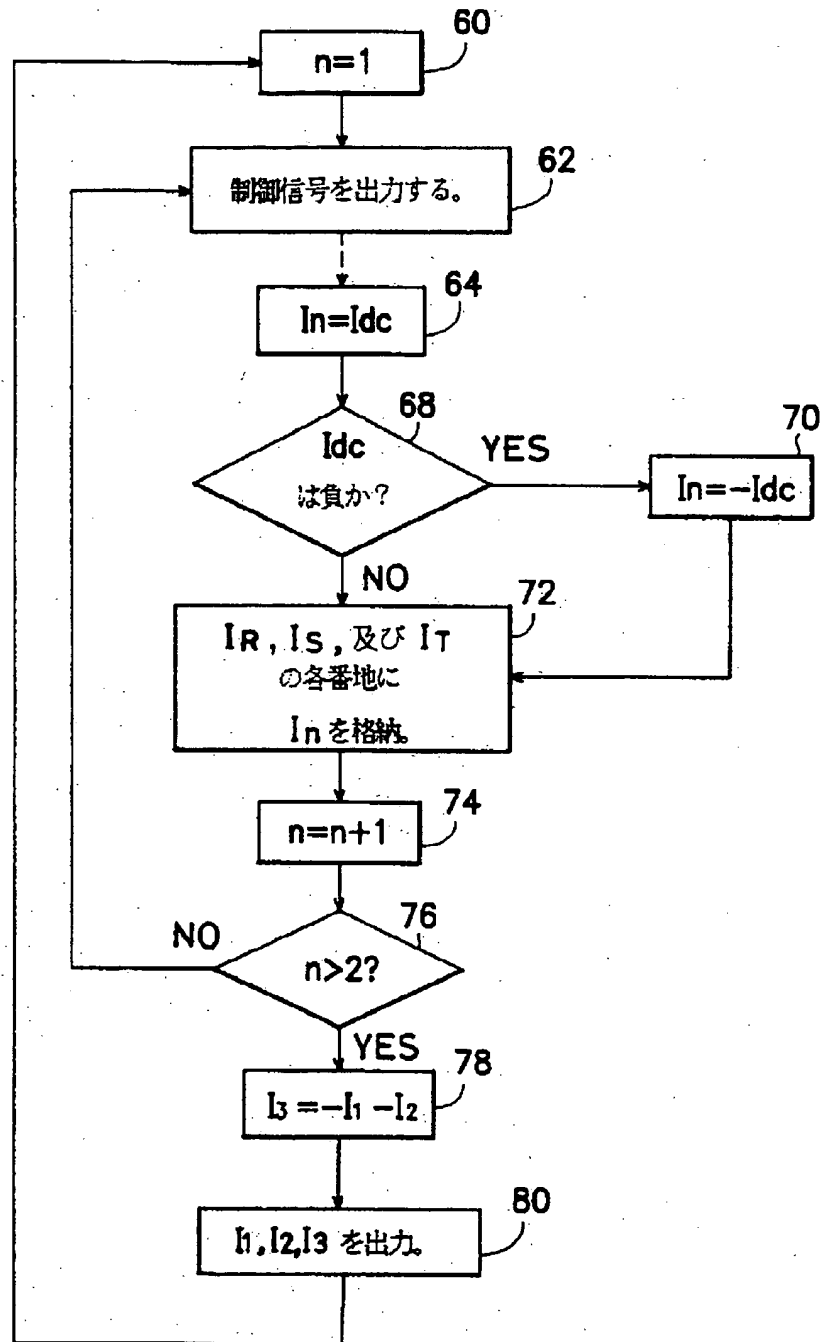 60
n=1
62
制御信号を出力する。
64
In=Idc
68
Idc
は負か?
YES
70
In=-Idc
NO
72
IR, IS, 及び IT
の各番地に
Inを格納。
74
n=n+1
76
NO
n>2?
YES
78
I3=-I1-I2
80
I1,I2,I3 を出力。